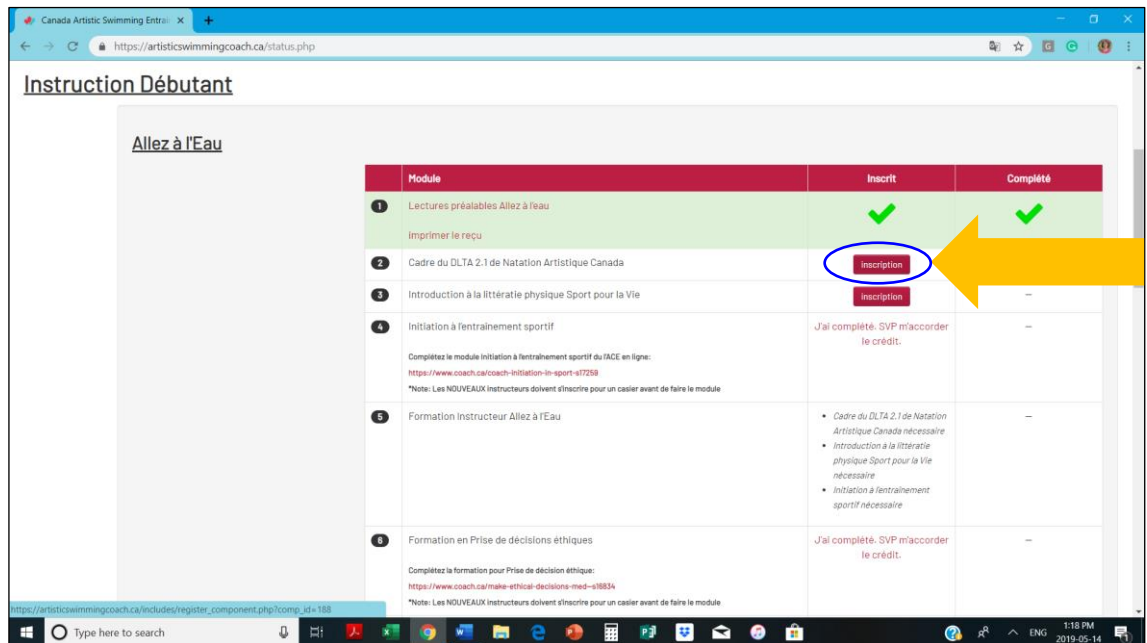 Canada Artistic Swimming Entrai
https://artisticswimmingcoach.ca/status.php
Instruction Débutant
Allez à l'Eau
Module Inscrit Complété
1 Lectures préalables Allez à l'eau
imprimer le reçu
2 Cadre du DLTA 2.1 de Natation Artistique Canada inscription
3 Introduction à la littératie physique Sport pour la Vie inscription –
4 Initiation à l'entrainement sportif J'ai complété. SVP m'accorder –
le crédit.
Complétez le module Initiation à l'entraînement sportif du l'ACE en ligne:
https://www.coach.ca/coach-initiation-in-sport-s17259
*Note: Les NOUVEAUX instructeurs doivent s'inscrire pour un casier avant de faire le module
5 Formation Instructeur Allez à l'Eau • Cadre du DLTA 2.1 de Natation –
Artistique Canada nécessaire
• Introduction à la littératie
physique Sport pour la Vie
nécessaire
• Initiation à l'entraînement
sportif nécessaire
6 Formation en Prise de décisions éthiques J'ai complété. SVP m'accorder –
le crédit.
Complétez la formation pour Prise de décision éthique:
https://www.coach.ca/make-ethical-decisions-med--s16834
*Note: Les NOUVEAUX instructeurs doivent s'inscrire pour un casier avant de faire le module
https://artisticswimmingcoach.ca/includes/register_component.php?comp_id=188
Type here to search
ENG
1:18 PM
2019-05-14